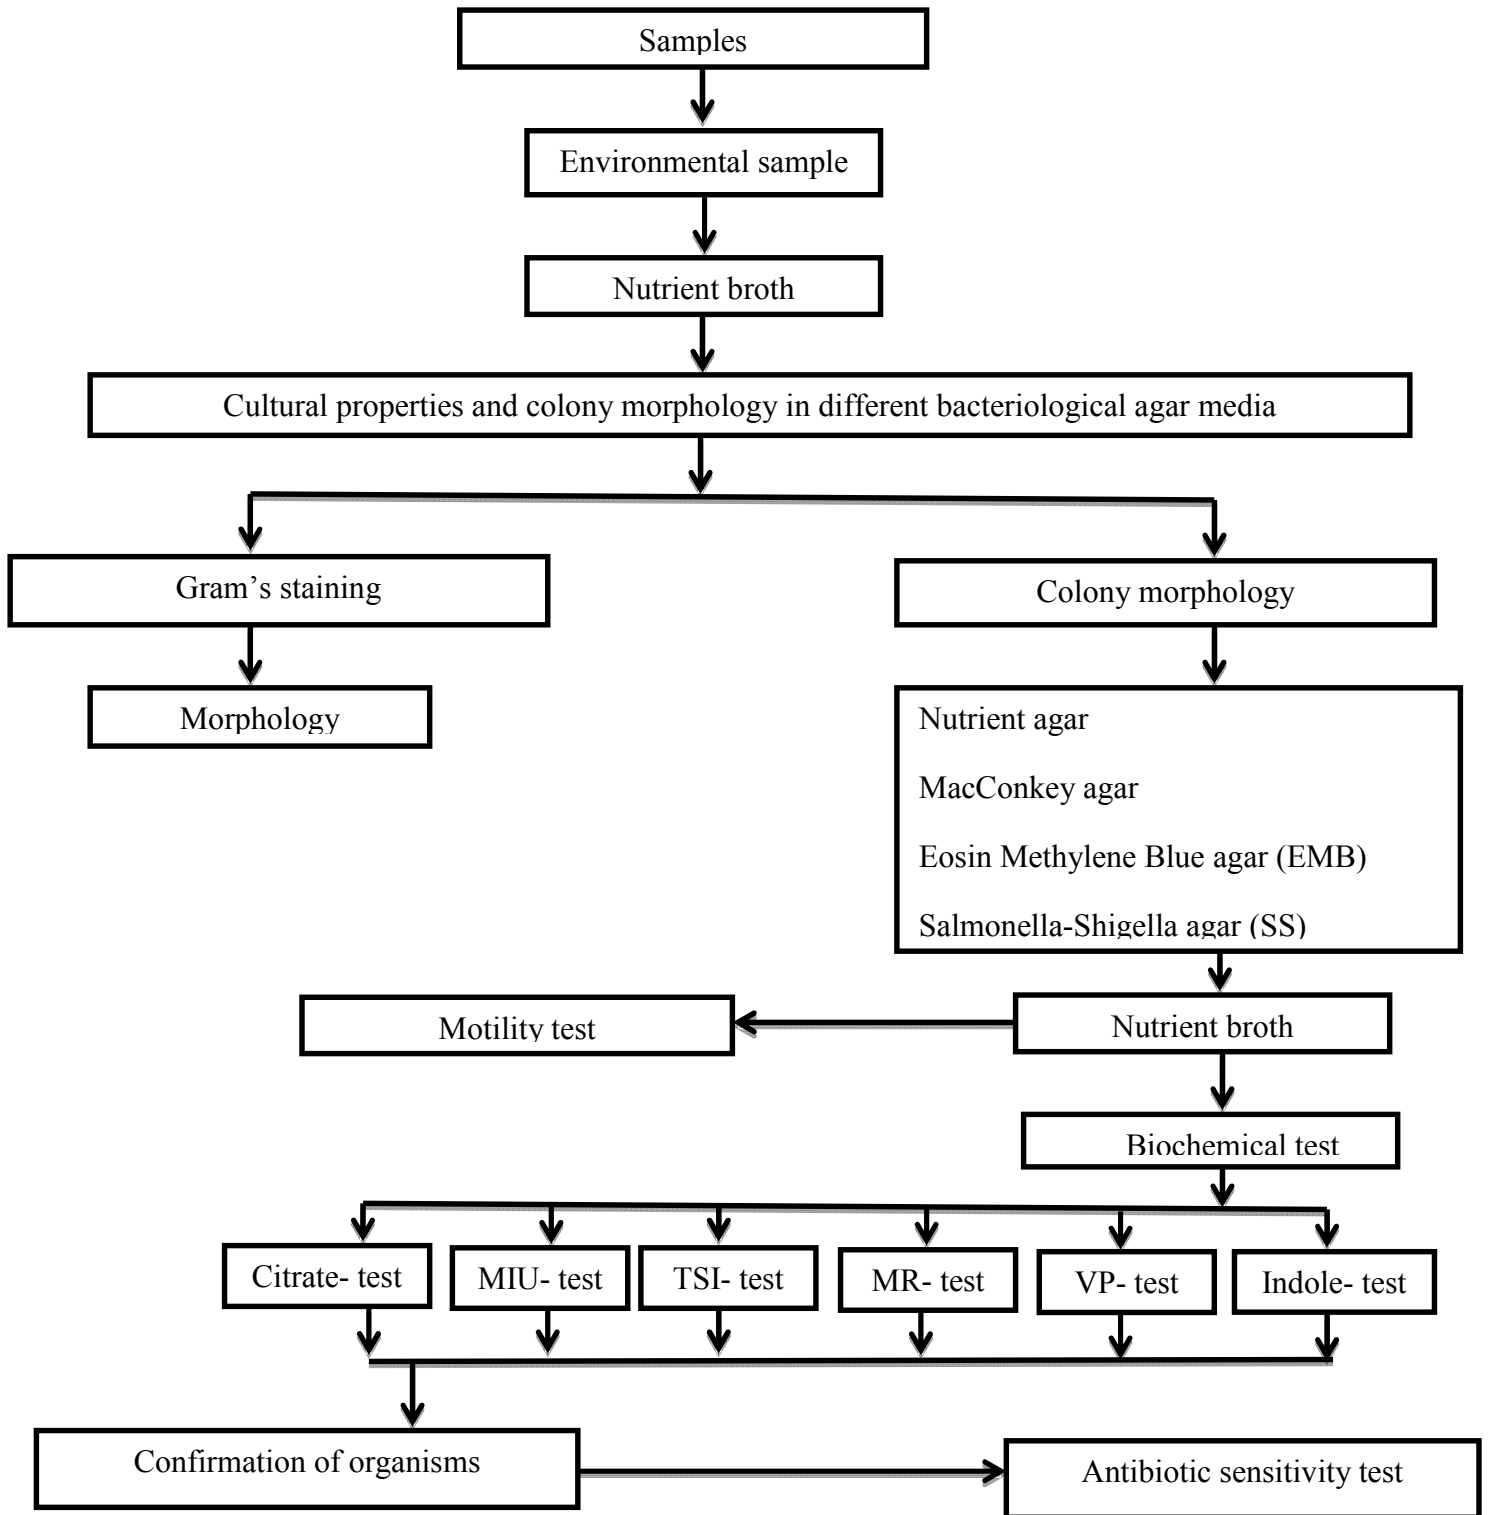 Samples
Environmental sample
Nutrient broth
Cultural properties and colony morphology in different bacteriological agar media
Gram’s staining
Colony morphology
Morphology
Nutrient agar
MacConkey agar
Eosin Methylene Blue agar (EMB)
Salmonella-Shigella agar (SS)
Motility test
Nutrient broth
Biochemical test
Citrate- test
MIU- test
TSI- test
MR- test
VP- test
Indole- test
Confirmation of organisms
Antibiotic sensitivity test